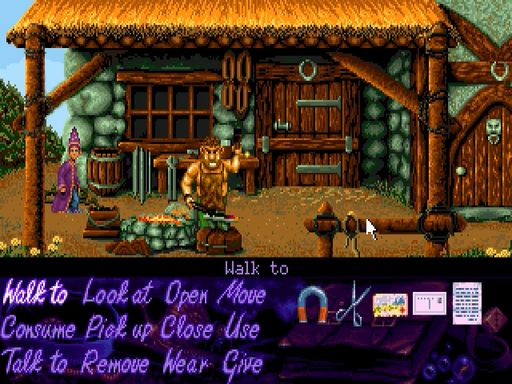 Walk to
Walk to Look at Open Move
Consume Pick up Close Use
Talk to Remove Wear Give